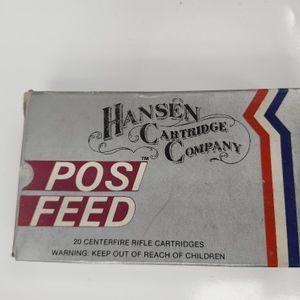 HANSEN
CARTRIDGE
COMPANY
POSI™
FEED
20 CENTERFIRE RIFLE CARTRIDGES
WARNING: KEEP OUT OF REACH OF CHILDREN